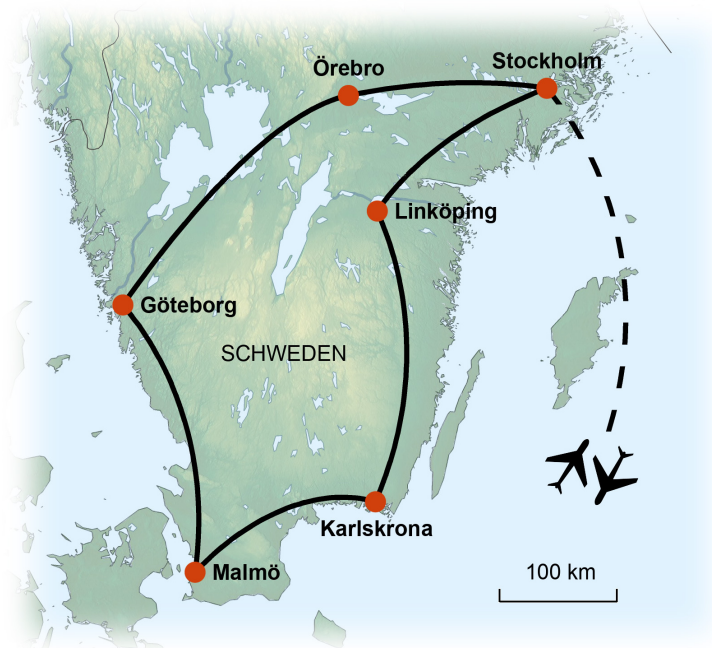 Stockholm
Örebro
Linköping
Göteborg
SCHWEDEN
Karlskrona
Malmö
100 km